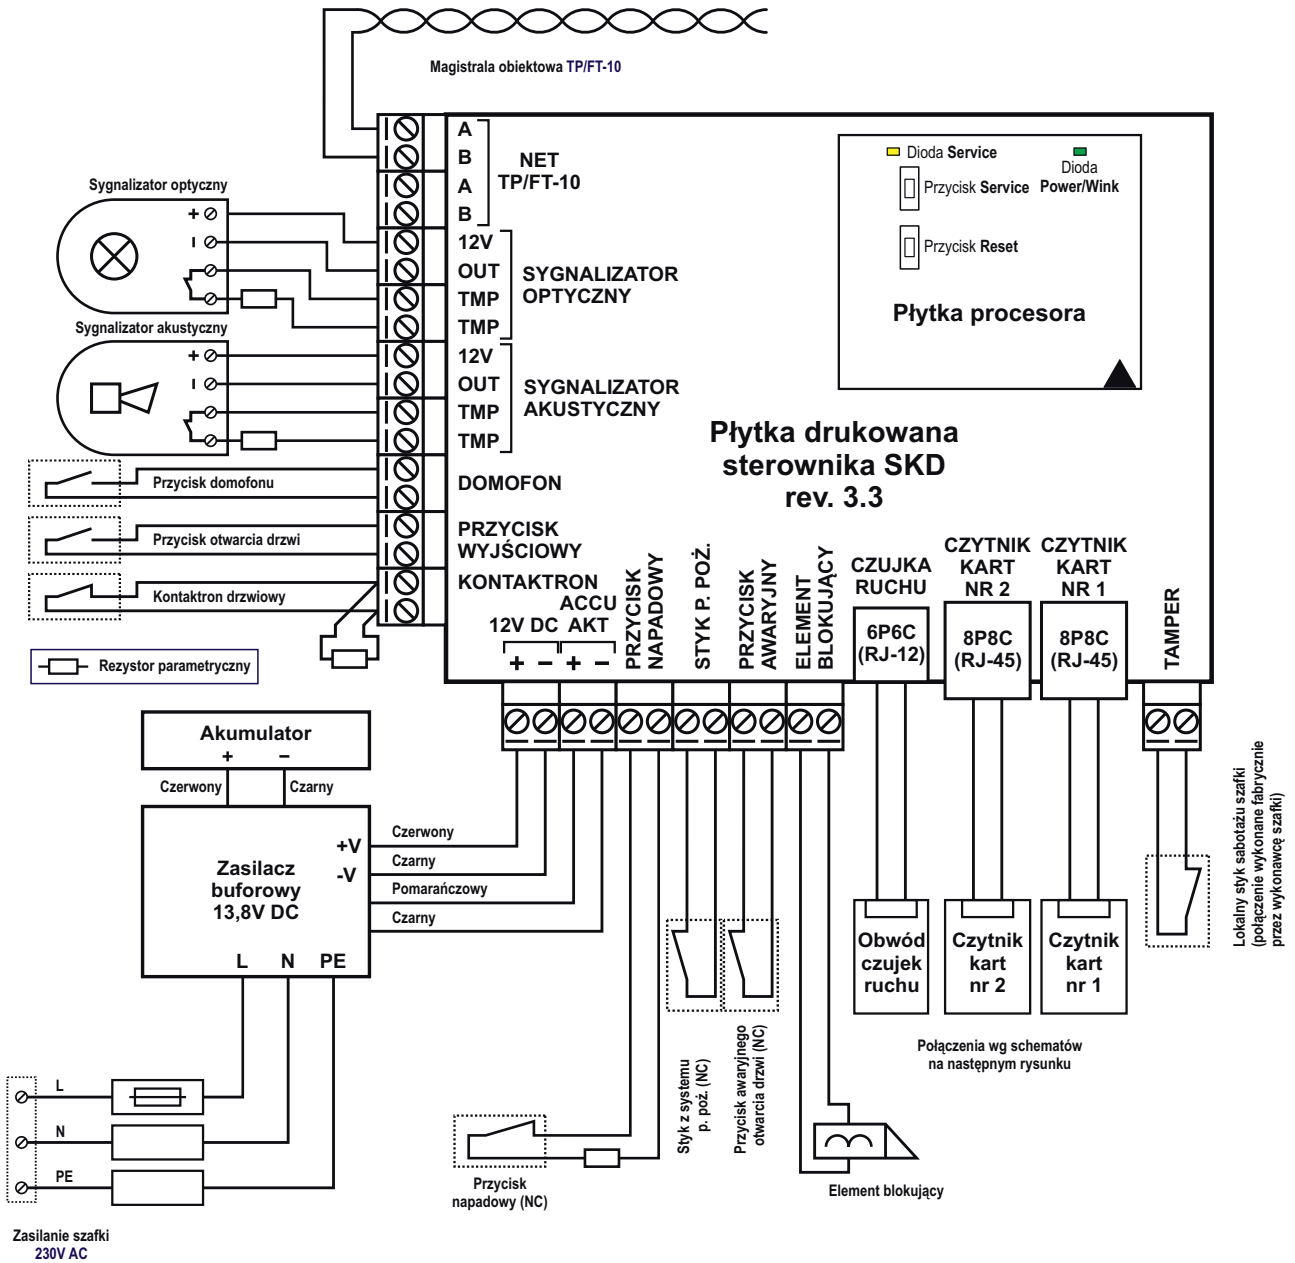 Magistrala obiektowa TP/FT-10
A
B
A
B
NET
TP/FT-10
Dioda Service
Dioda
Power/Wink
Przycisk Service
Przycisk Reset
Płytka procesora
Sygnalizator optyczny
+
I
12V
OUT
TMP
TMP
SYGNALIZATOR
OPTYCZNY
Sygnalizator akustyczny
+
I
12V
OUT
TMP
TMP
SYGNALIZATOR
AKUSTYCZNY
Płytka drukowana
sterownika SKD
rev. 3.3
Przycisk domofonu
DOMOFON
Przycisk otwarcia drzwi
PRZYCISK
WYJŚCIOWY
Kontaktron drzwiowy
KONTAKTRON
ACCU
12V DC AKT
+ − + −
PRZYCISK
NAPADOWY
STYK P. POŻ.
PRZYCISK
AWARYJNY
ELEMENT
BLOKUJĄCY
CZUJKA
RUCHU
6P6C
(RJ-12)
CZYTNIK
KART
NR 2
8P8C
(RJ-45)
CZYTNIK
KART
NR 1
8P8C
(RJ-45)
TAMPER
Rezystor parametryczny
Akumulator
+ −
Czerwony
Czarny
Zasilacz
buforowy
13,8V DC
+V
-V
L N PE
Czerwony
Czarny
Pomarańczowy
Czarny
Obwód
czujek
ruchu
Czytnik
kart
nr 2
Czytnik
kart
nr 1
Połączenia wg schematów
na następnym rysunku
Lokalny styk sabotażu szafki
(połączenie wykonane fabrycznie
przez wykonawcę szafki)
Styk z systemu
p. poż. (NC)
Przycisk awaryjnego
otwarcia drzwi (NC)
Przycisk
napadowy (NC)
Element blokujący
L
N
PE
Zasilanie szafki
230V AC